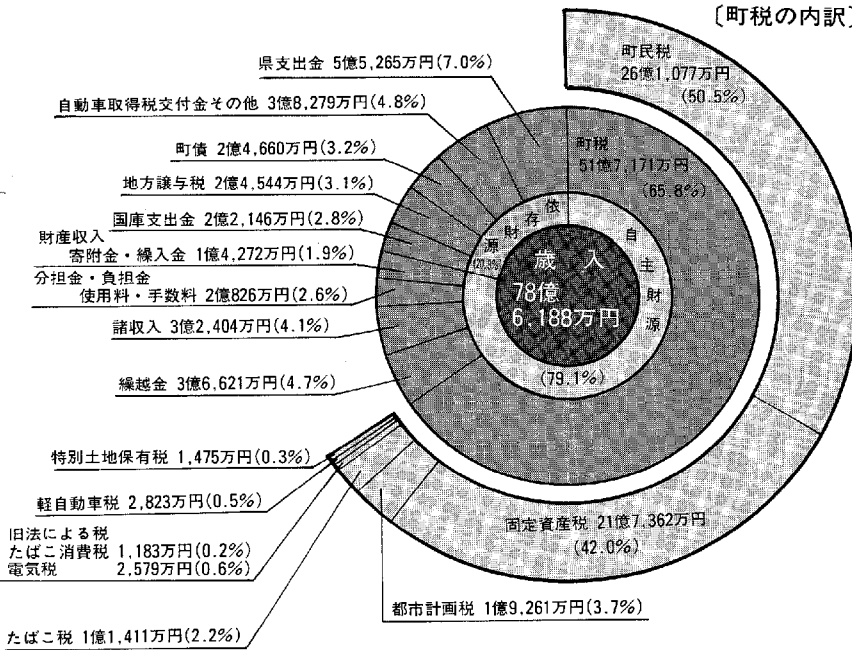 〔町税の内訳〕
町民税
26億1,077万円
(50.5%)
県支出金 5億5,265万円(7.0%)
自動車取得税交付金その他 3億8,279万円(4.8%)
町債 2億4,660万円(3.2%)
地方譲与税 2億4,544万円(3.1%)
国庫支出金 2億2,146万円(2.8%)
財産収入
寄附金・繰入金 1億4,272万円(1.9%)
分担金・負担金
使用料・手数料 2億826万円(2.6%)
諸収入 3億2,404万円(4.1%)
繰越金 3億6,621万円(4.7%)
町税
51億7,171万円
(65.8%)
依存財源
(20.9%)
自主財源
(79.1%)
歳入
78億
6,188万円
特別土地保有税 1,475万円(0.3%)
軽自動車税 2,823万円(0.5%)
旧法による税
たばこ消費税 1,183万円(0.2%)
電気税 2,579万円(0.6%)
たばこ税 1億1,411万円(2.2%)
都市計画税 1億9,261万円(3.7%)
固定資産税 21億7,362万円
(42.0%)